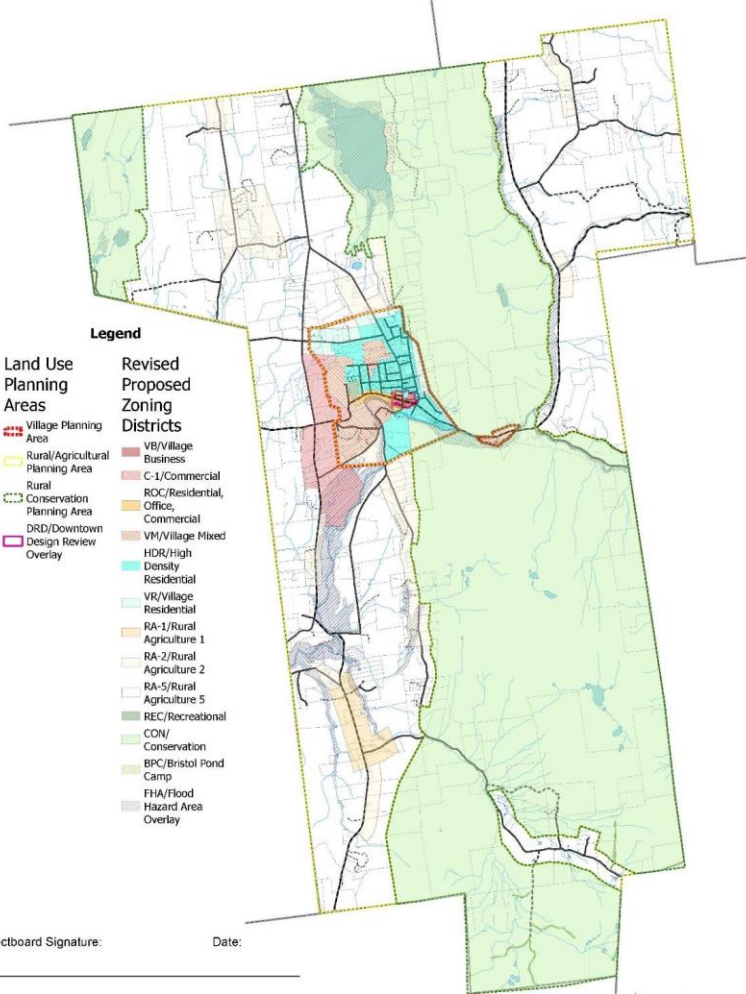 Legend
Land Use
Planning
Areas
Village Planning
Area
Rural/Agricultural
Planning Area
Rural
Conservation
Planning Area
DRD/Downtown
Design Review
Overlay
Revised
Proposed
Zoning
Districts
VB/Village
Business
C-1/Commercial
ROC/Residential,
Office,
Commercial
VM/Village Mixed
HDR/High
Density
Residential
VR/Village
Residential
RA-1/Rural
Agriculture 1
RA-2/Rural
Agriculture 2
RA-5/Rural
Agriculture 5
REC/Recreational
CON/
Conservation
BPC/Bristol Pond
Camp
FHA/Flood
Hazard Area
Overlay
ctboard Signature: Date: